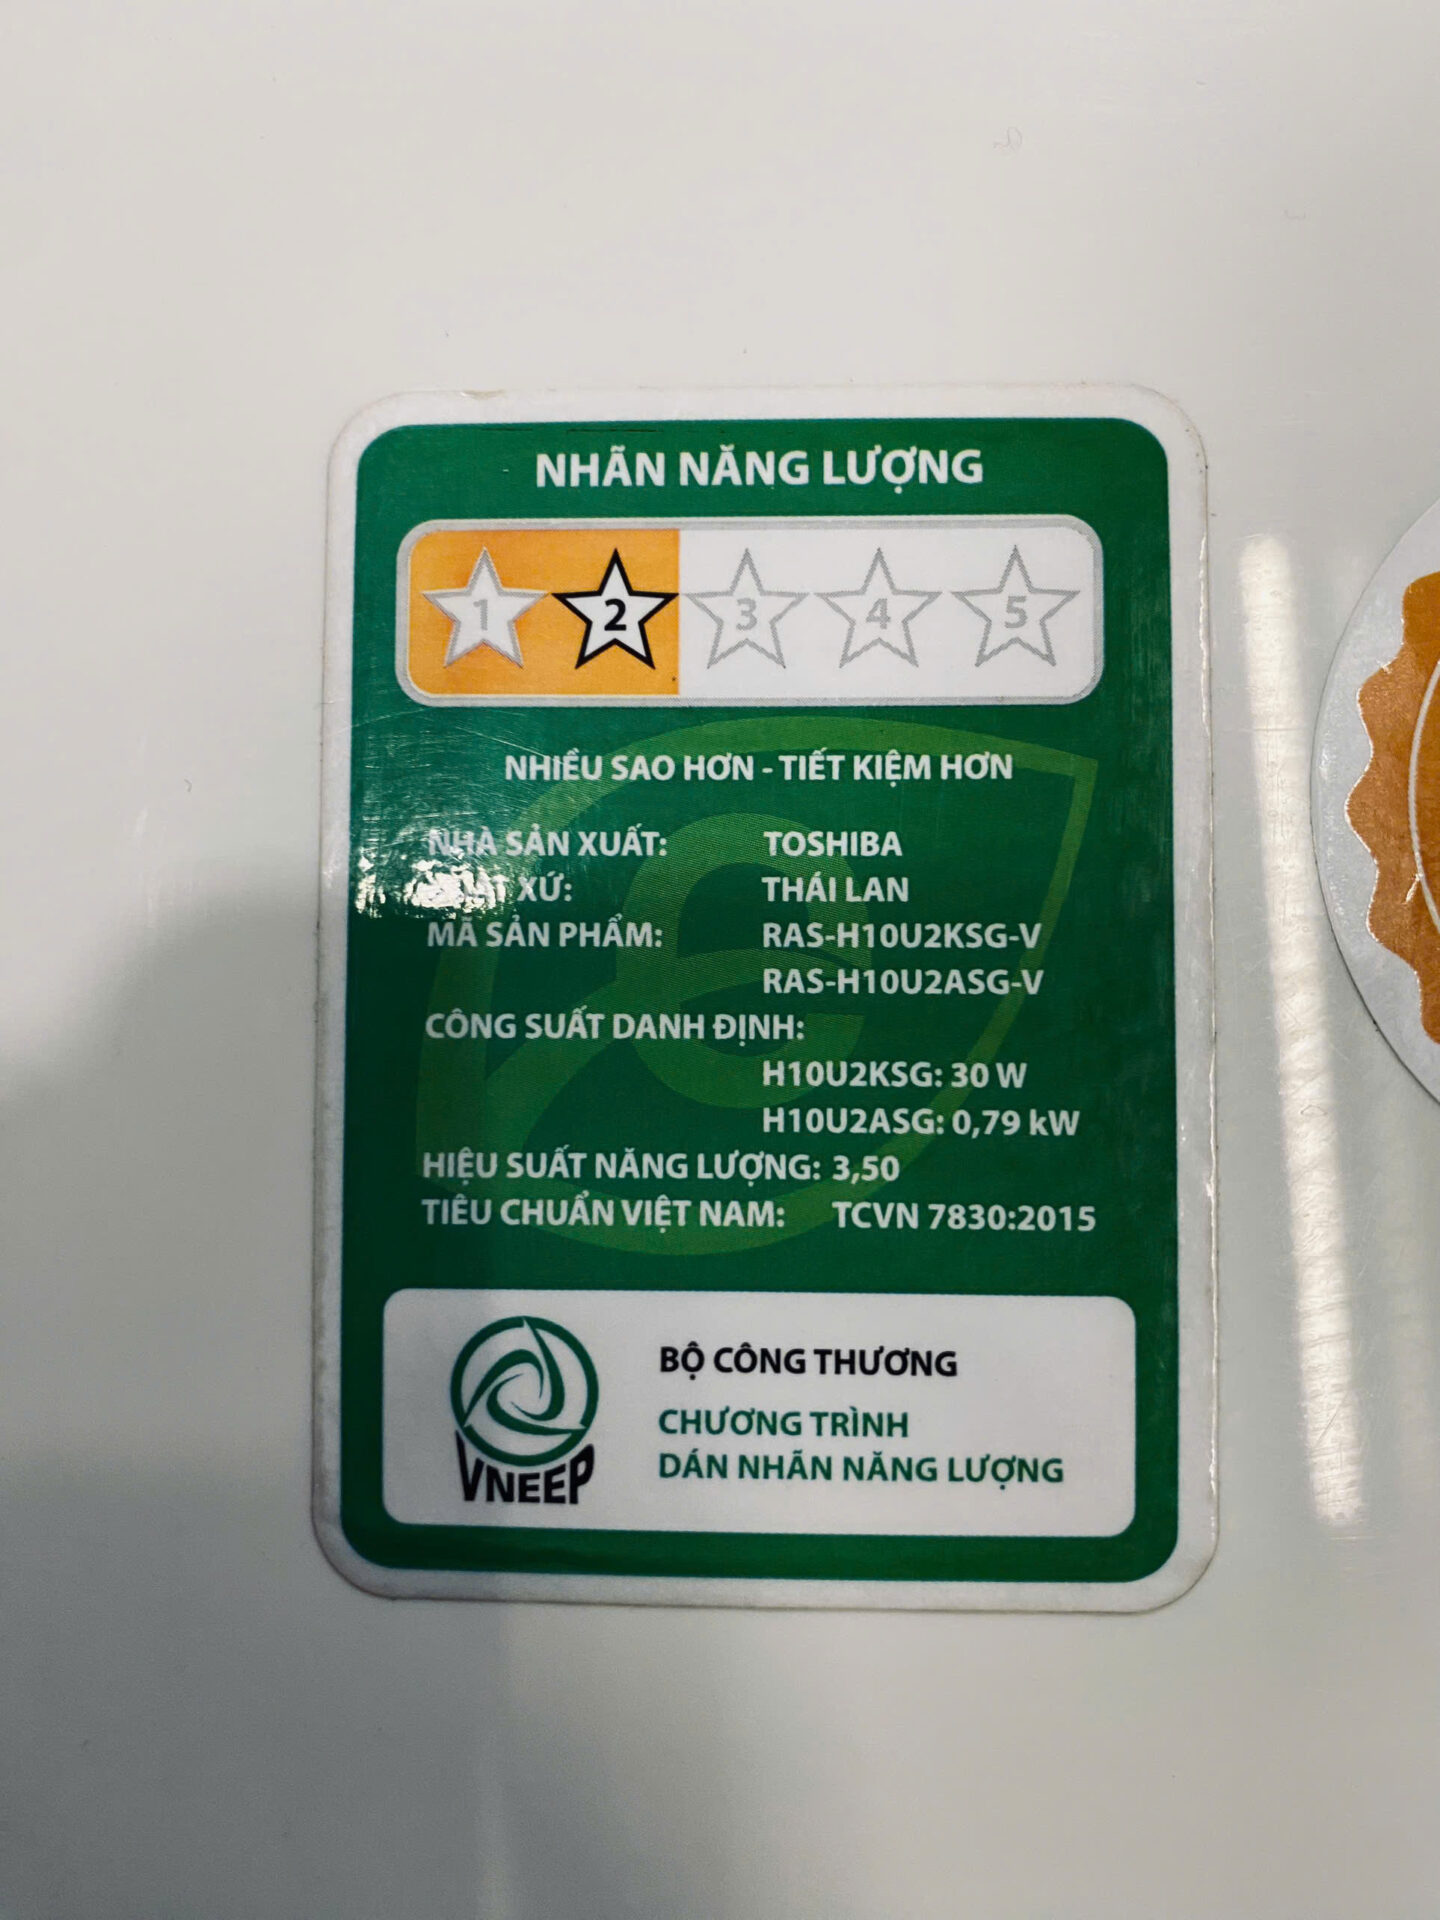 NHÃN NĂNG LƯỢNG
1 2 3 4 5
NHIỀU SAO HƠN - TIẾT KIỆM HƠN
NHÀ SẢN XUẤT: TOSHIBA
XỨ: THÁI LAN
MÃ SẢN PHẨM: RAS-H10U2KSG-V
RAS-H10U2ASG-V
CÔNG SUẤT DANH ĐỊNH:
H10U2KSG: 30 W
H10U2ASG: 0,79 kW
HIỆU SUẤT NĂNG LƯỢNG: 3,50
TIÊU CHUẨN VIỆT NAM: TCVN 7830:2015
VNEEP
BỘ CÔNG THƯƠNG
CHƯƠNG TRÌNH
DÁN NHÃN NĂNG LƯỢNG